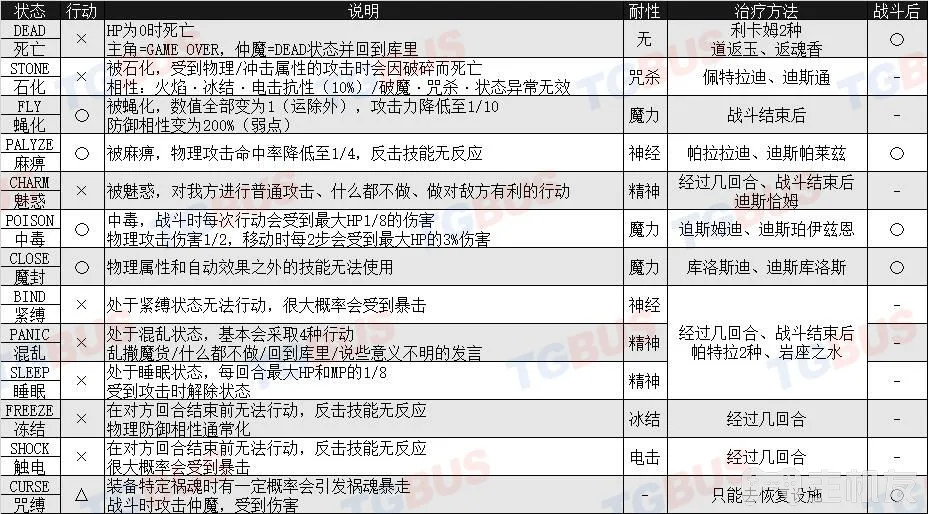 状态 行动 说明 耐性 治疗方法 战斗后
DEAD
死亡
×
HP为0时死亡
主角=GAME OVER，仲魔=DEAD状态并回到库里
无
利卡姆2种
道返玉、返魂香
○
STONE
石化
×
被石化，受到物理/冲击属性的攻击时会因破碎而死亡
相性：火焰·冰结·电击抗性（10%）/破魔·咒杀·状态异常无效
咒杀
佩特拉迪、迪斯通
-
FLY
蝇化
○
被蝇化，数值全部变为1（运除外），攻击力降低至1/10
防御相性变为200%（弱点）
魔力
战斗结束后
-
PALYZE
麻痹
○
被麻痹，物理攻击命中率降低至1/4，反击技能无反应
神经
帕拉拉迪、迪斯帕莱兹
○
CHARM
魅惑
×
被魅惑，对我方进行普通攻击、什么都不做、做对敌方有利的行动
精神
经过几回合、战斗结束后
迪斯恰姆
-
POISON
中毒
○
中毒，战斗时每次行动会受到最大HP1/8的伤害
物理攻击伤害1/2，移动时每2步会受到最大HP的3%伤害
魔力
迫斯姆迪、迪斯珀伊兹恩
○
CLOSE
魔封
○
物理属性和自动效果之外的技能无法使用
魔力
库洛斯迪、迪斯库洛斯
○
BIND
紧缚
×
处于紧缚状态无法行动，很大概率会受到暴击
神经
-
PANIC
混乱
×
处于混乱状态，基本会采取4种行动
乱撒魔货/什么都不做/回到库里/说些意义不明的发言
精神
经过几回合、战斗结束后
帕特拉2种、岩座之水
-
SLEEP
睡眠
×
处于睡眠状态，每回合最大HP和MP的1/8
受到攻击时解除状态
精神
-
FREEZE
冻结
×
在对方回合结束前无法行动，反击技能无反应
物理防御相性通常化
冰结
经过几回合
-
SHOCK
触电
×
在对方回合结束前无法行动，反击技能无反应
很大概率会受到暴击
电击
经过几回合
-
CURSE
咒缚
△
装备特定祸魂时有一定概率会引发祸魂暴走
战斗时攻击仲魔，受到伤害
-
只能去恢复设施
○
TGBUS